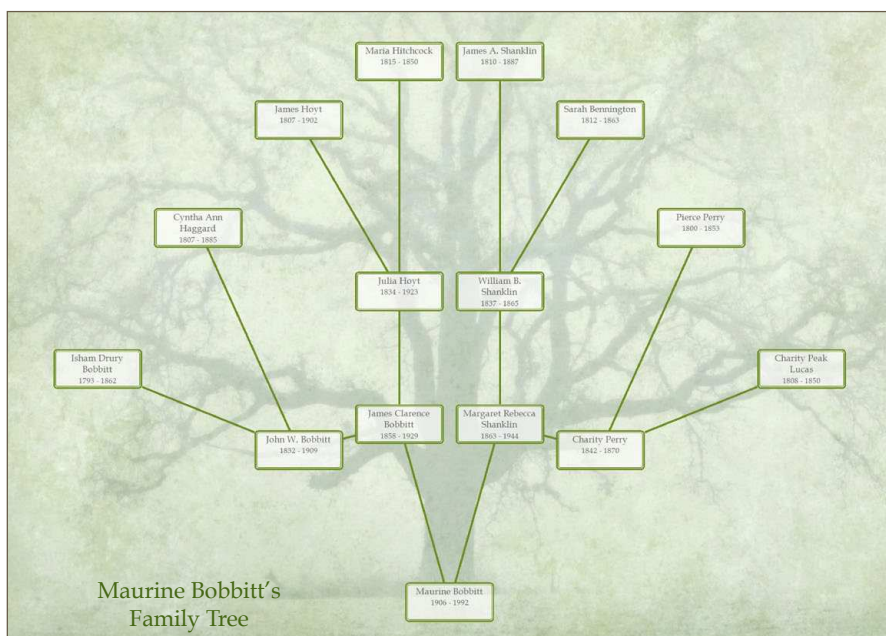 Maria Hitchcock
1815 - 1850
James A. Shanklin
1810 - 1887
James Hoyt
1807 - 1902
Sarah Bennington
1812 - 1863
Cyntha Ann
Haggard
1807 - 1885
Pierce Perry
1800 - 1853
Julia Hoyt
1834 - 1923
William B.
Shanklin
1837 - 1865
Isham Drury
Bobbitt
1793 - 1862
Charity Peak
Lucas
1808 - 1850
James Clarence
Bobbitt
1858 - 1929
Margaret Rebecca
Shanklin
1863 - 1944
John W. Bobbitt
1832 - 1909
Charity Perry
1842 - 1870
Maurine Bobbitt
1906 - 1992
Maurine Bobbitt's
Family Tree